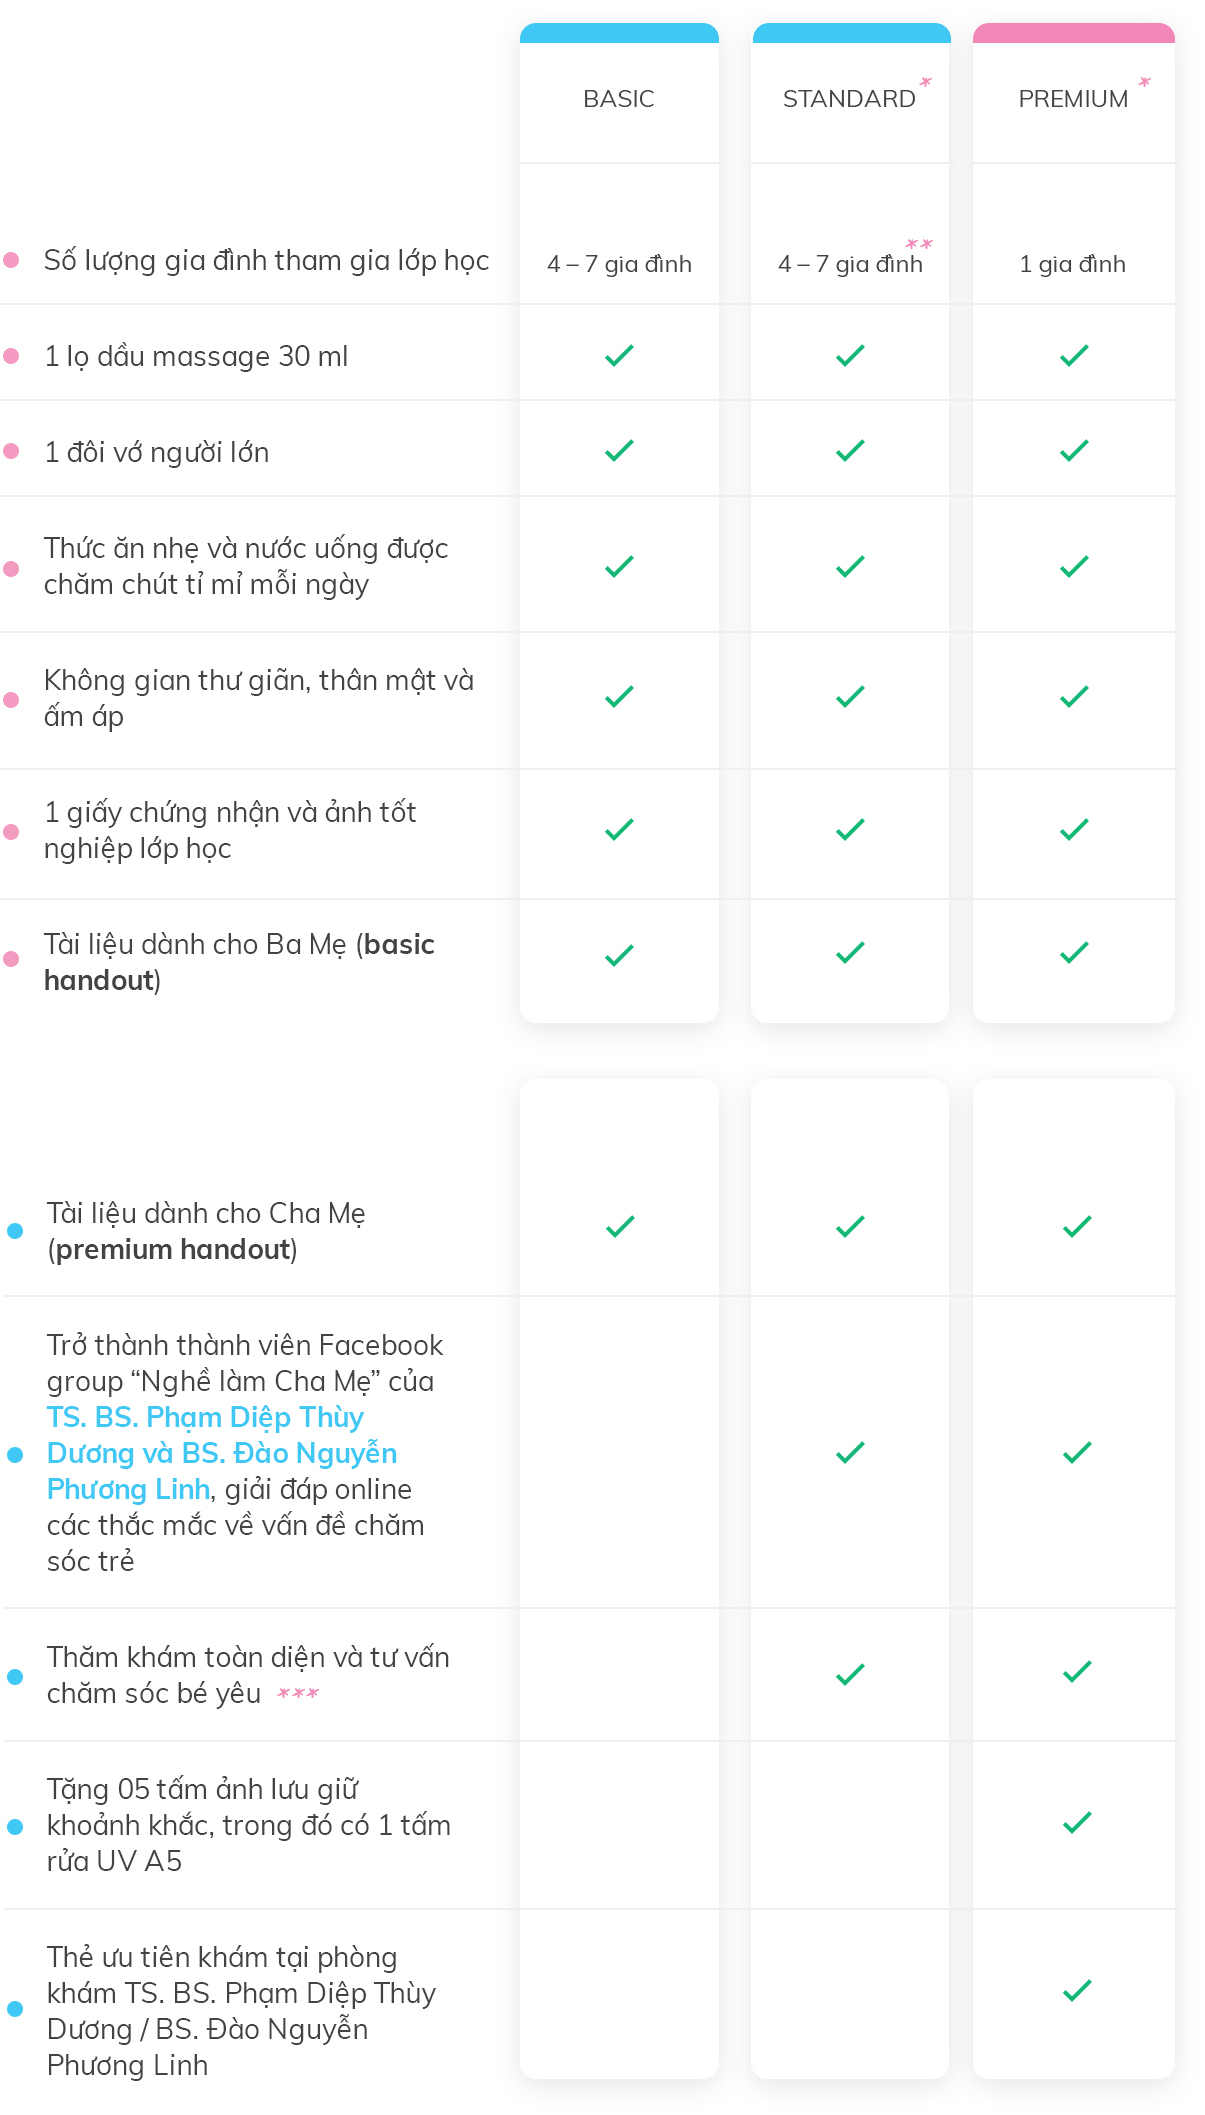 BASIC
STANDARD *
PREMIUM *
Số lượng gia đình tham gia lớp học
4 – 7 gia đình
4 – 7 gia đình **
1 gia đình
1 lọ dầu massage 30 ml
1 đôi vớ người lớn
Thức ăn nhẹ và nước uống được
chăm chút tỉ mỉ mỗi ngày
Không gian thư giãn, thân mật và
ấm áp
1 giấy chứng nhận và ảnh tốt
nghiệp lớp học
Tài liệu dành cho Ba Mẹ (basic
handout)
Tài liệu dành cho Cha Mẹ
(premium handout)
Trở thành thành viên Facebook
group “Nghề làm Cha Mẹ” của
TS. BS. Phạm Diệp Thùy
Dương và BS. Đào Nguyễn
Phương Linh, giải đáp online
các thắc mắc về vấn đề chăm
sóc trẻ
Thăm khám toàn diện và tư vấn
chăm sóc bé yêu ***
Tặng 05 tấm ảnh lưu giữ
khoảnh khắc, trong đó có 1 tấm
rửa UV A5
Thẻ ưu tiên khám tại phòng
khám TS. BS. Phạm Diệp Thùy
Dương / BS. Đào Nguyễn
Phương Linh